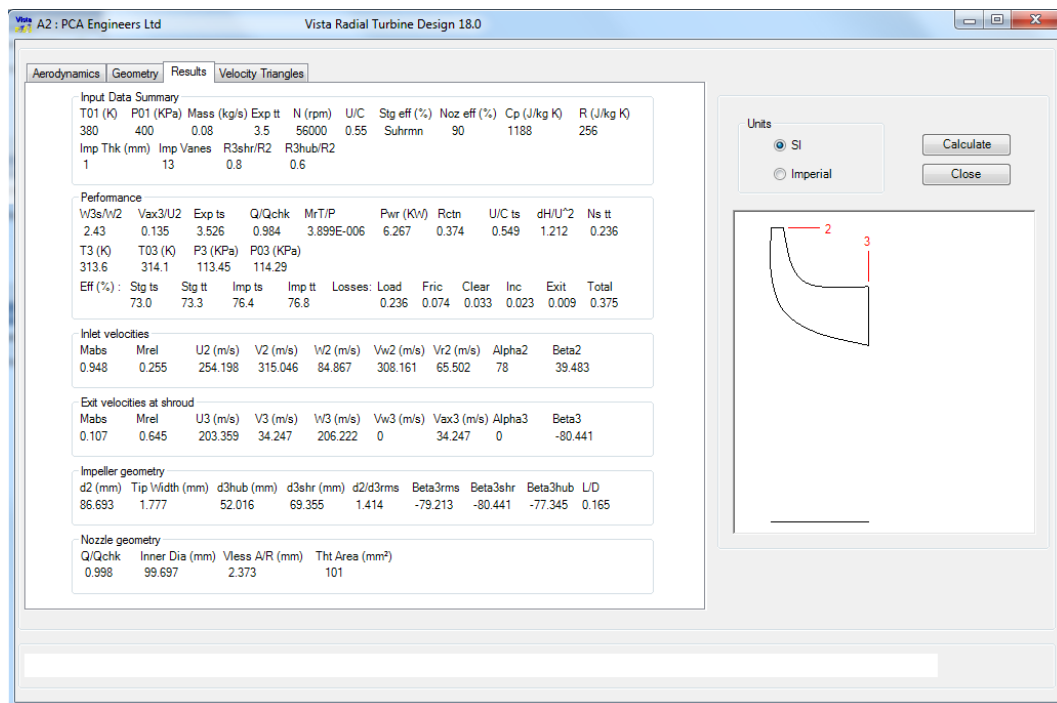 Vista A2 : PCA Engineers Ltd Vista Radial Turbine Design 18.0
Aerodynamics Geometry Results Velocity Triangles
Input Data Summary
T01 (K) P01 (KPa) Mass (kg/s) Exp tt N (rpm) U/C Stg eff (%) Noz eff (%) Cp (J/kg K) R (J/kg K)
380 400 0.08 3.5 56000 0.55 Suhrmn 90 1188 256
Imp Thk (mm) Imp Vanes R3shr/R2 R3hub/R2
1 13 0.8 0.6
Performance
W3s/W2 Vax3/U2 Exp ts Q/Qchk MrT/P Pwr (KW) Rctn U/C ts dH/U^2 Ns tt
2.43 0.135 3.526 0.984 3.899E-006 6.267 0.374 0.549 1.212 0.236
T3 (K) T03 (K) P3 (KPa) P03 (KPa)
313.6 314.1 113.45 114.29
Eff (%) : Stg ts Stg tt Imp ts Imp tt Losses: Load Fric Clear Inc Exit Total
73.0 73.3 76.4 76.8 0.236 0.074 0.033 0.023 0.009 0.375
Inlet velocities
Mabs Mrel U2 (m/s) V2 (m/s) W2 (m/s) Vw2 (m/s) Vr2 (m/s) Alpha2 Beta2
0.948 0.255 254.198 315.046 84.867 308.161 65.502 78 39.483
Exit velocities at shroud
Mabs Mrel U3 (m/s) V3 (m/s) W3 (m/s) Vw3 (m/s) Vax3 (m/s) Alpha3 Beta3
0.107 0.645 203.359 34.247 206.222 0 34.247 0 -80.441
Impeller geometry
d2 (mm) Tip Width (mm) d3hub (mm) d3shr (mm) d2/d3rms Beta3rms Beta3shr Beta3hub L/D
86.693 1.777 52.016 69.355 1.414 -79.213 -80.441 -77.345 0.165
Nozzle geometry
Q/Qchk Inner Dia (mm) Vless A/R (mm) Tht Area (mm²)
0.998 99.697 2.373 101
Units
SI
Imperial
Calculate
Close
2
3